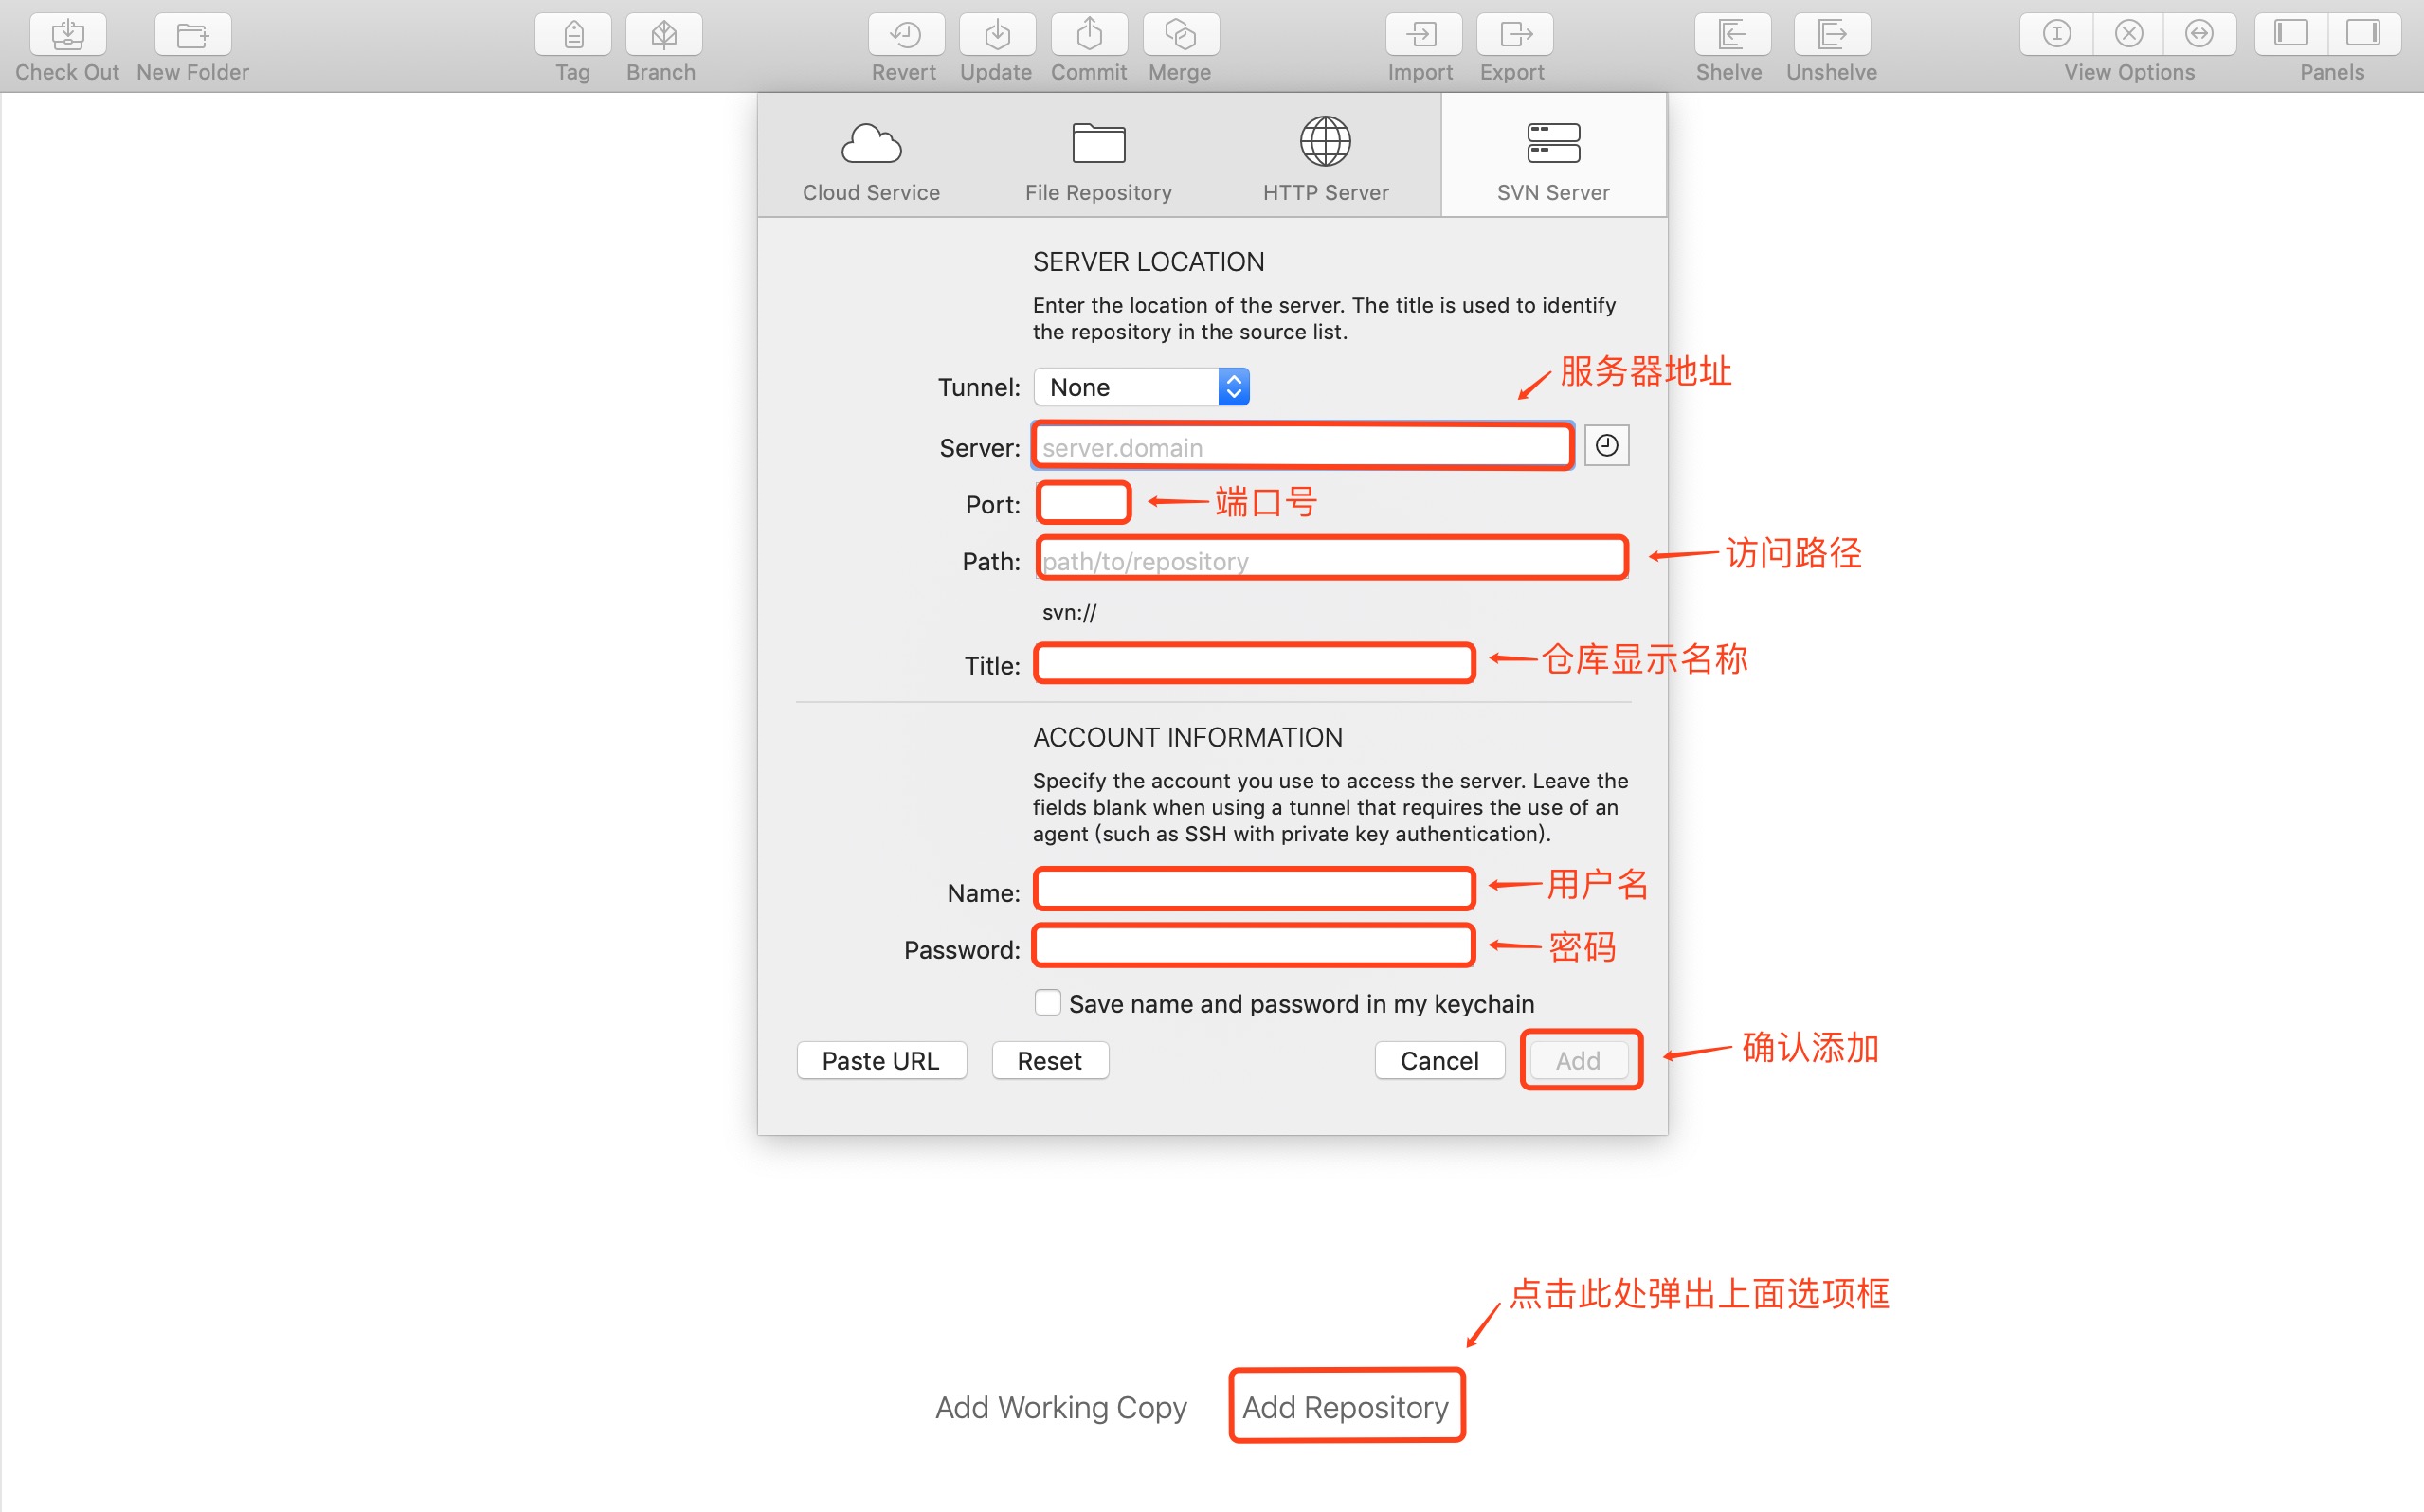 Check Out
New Folder
Tag
Branch
Revert
Update
Commit
Merge
Import
Export
Shelve
Unshelve
View Options
Panels
Cloud Service
File Repository
HTTP Server
SVN Server
SERVER LOCATION
Enter the location of the server. The title is used to identify
the repository in the source list.
服务器地址
Tunnel: None
Server: server.domain
Port:
端口号
Path: path/to/repository
访问路径
svn://
Title:
仓库显示名称
ACCOUNT INFORMATION
Specify the account you use to access the server. Leave the
fields blank when using a tunnel that requires the use of an
agent (such as SSH with private key authentication).
Name:
用户名
Password:
密码
Save name and password in my keychain
Paste URL
Reset
Cancel
Add
确认添加
点击此处弹出上面选项框
Add Working Copy
Add Repository